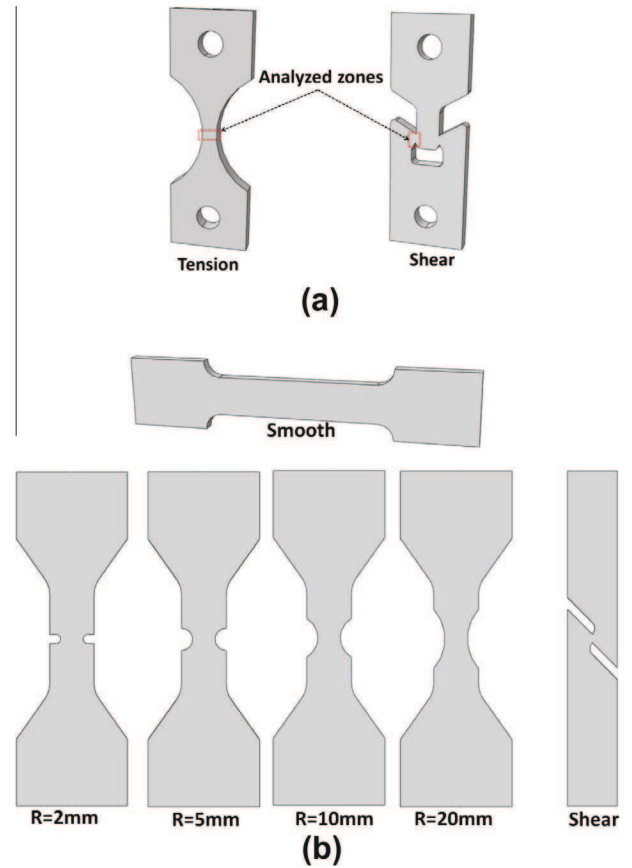 Analyzed zones
Tension
Shear
(a)
Smooth
R=2mm
R=5mm
R=10mm
R=20mm
Shear
(b)